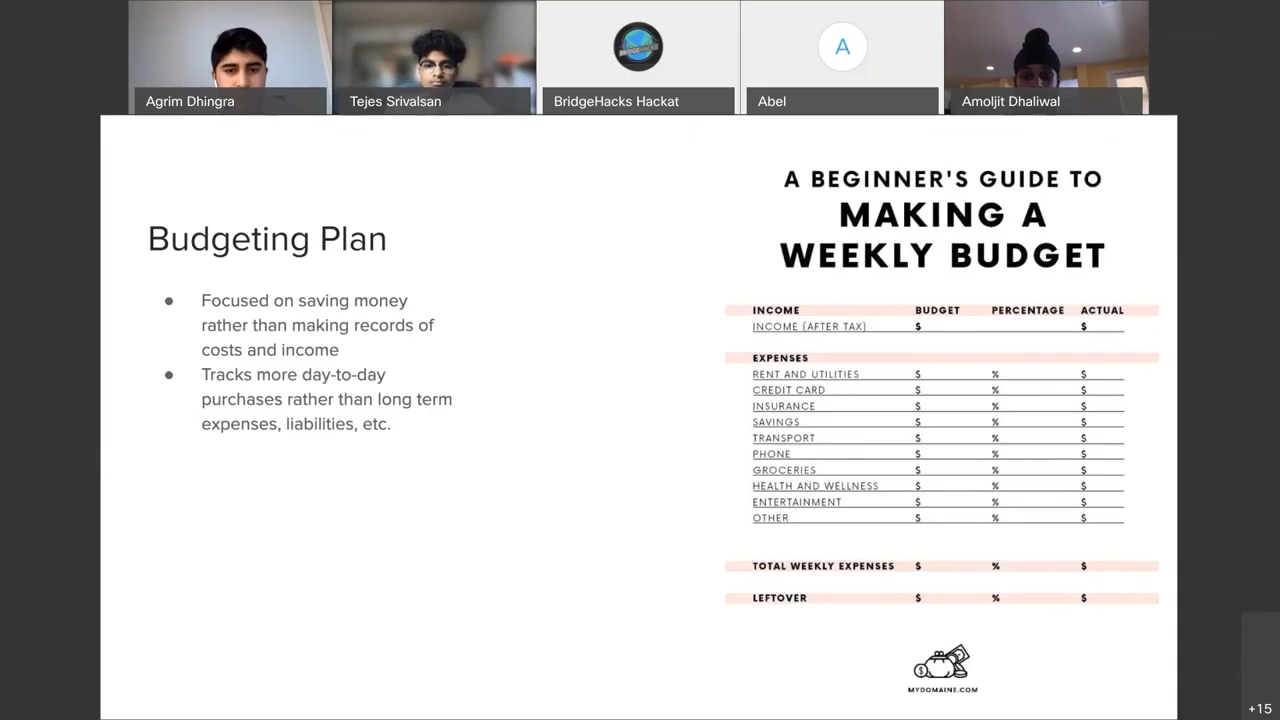 Agrim Dhingra
Tejes Srivalsan
BRIDGEHACKS
BridgeHacks Hackat
A
Abel
Amoljit Dhaliwal
Budgeting Plan
● Focused on saving money
rather than making records of
costs and income
● Tracks more day-to-day
purchases rather than long term
expenses, liabilities, etc.
A BEGINNER'S GUIDE TO
MAKING A
WEEKLY BUDGET
INCOME BUDGET PERCENTAGE ACTUAL
INCOME (AFTER TAX) $ $
EXPENSES
RENT AND UTILITIES $ % $
CREDIT CARD $ % $
INSURANCE $ % $
SAVINGS $ % $
TRANSPORT $ % $
PHONE $ % $
GROCERIES $ % $
HEALTH AND WELLNESS $ % $
ENTERTAINMENT $ % $
OTHER $ % $
TOTAL WEEKLY EXPENSES $ % $
LEFTOVER $ % $
$
MYDOMAINE.COM
+15